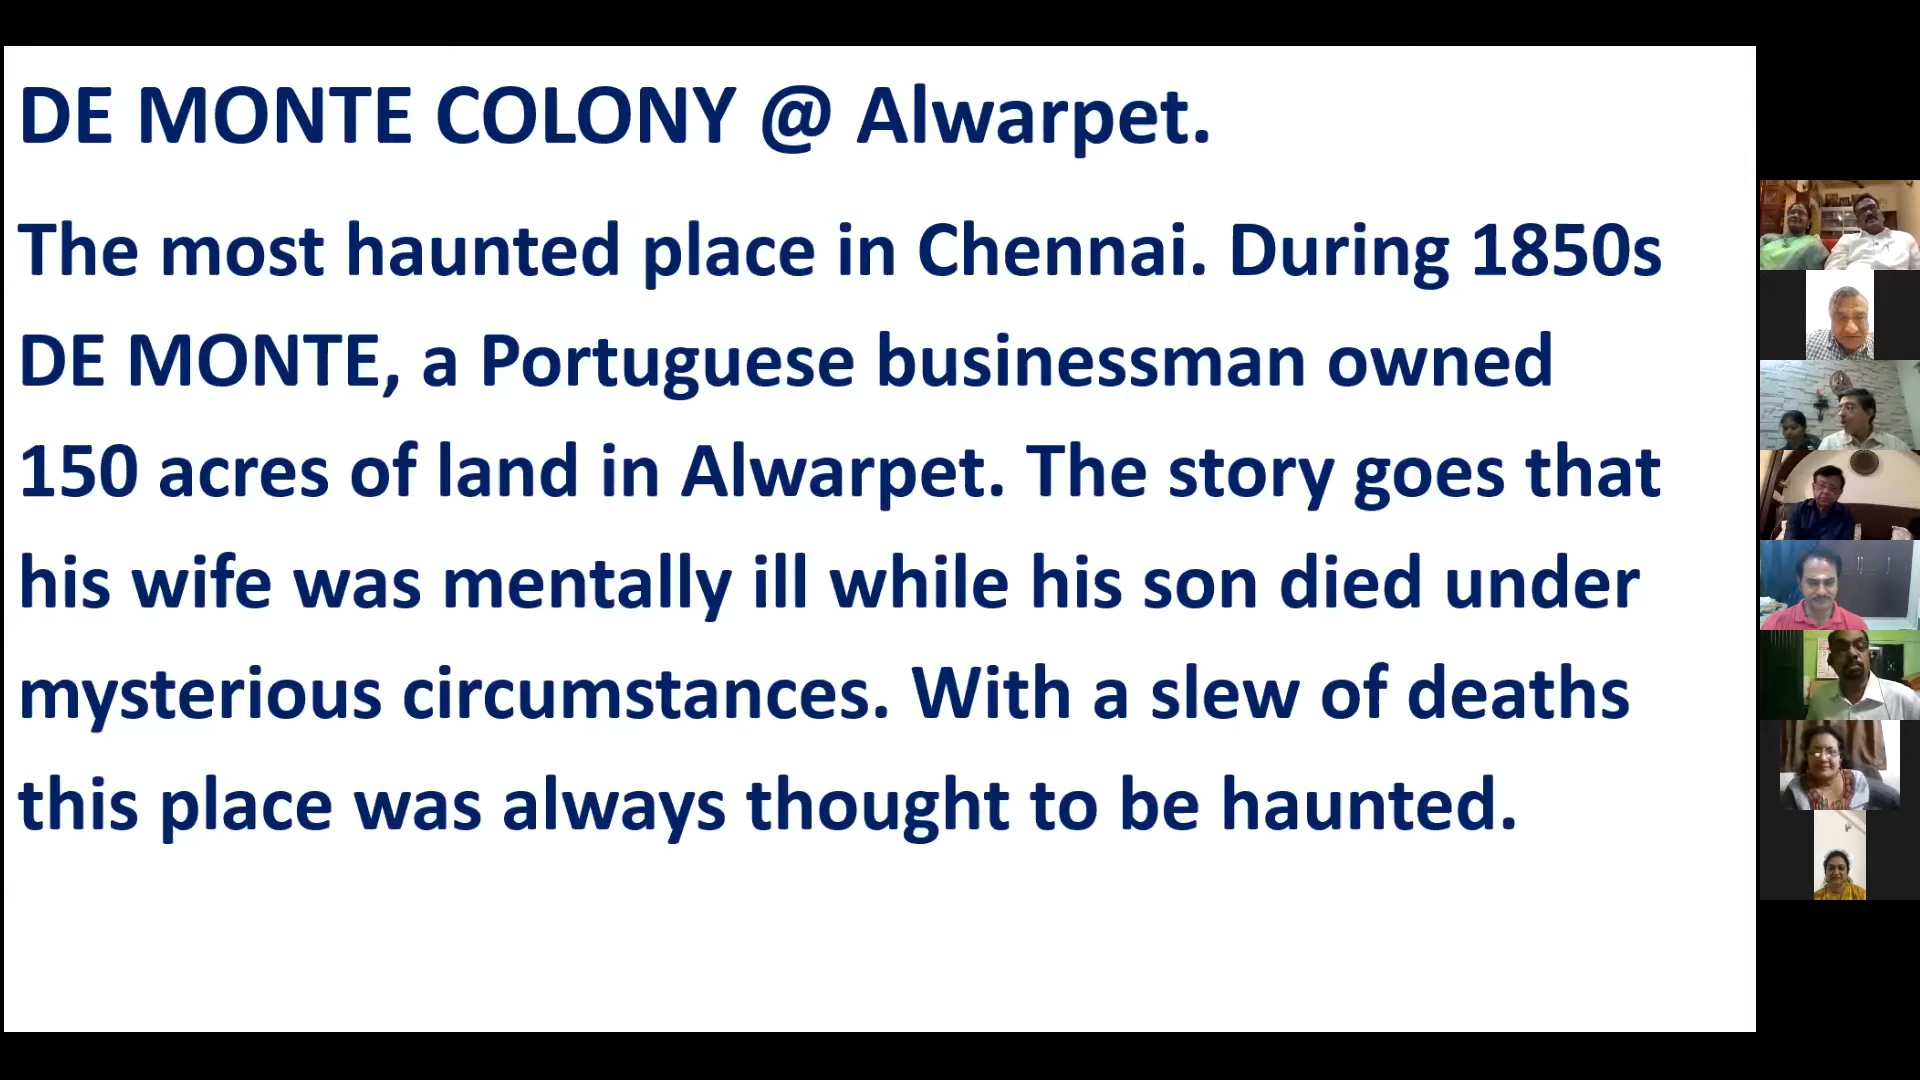 DE MONTE COLONY @ Alwarpet.
The most haunted place in Chennai. During 1850s
DE MONTE, a Portuguese businessman owned
150 acres of land in Alwarpet. The story goes that
his wife was mentally ill while his son died under
mysterious circumstances. With a slew of deaths
this place was always thought to be haunted.